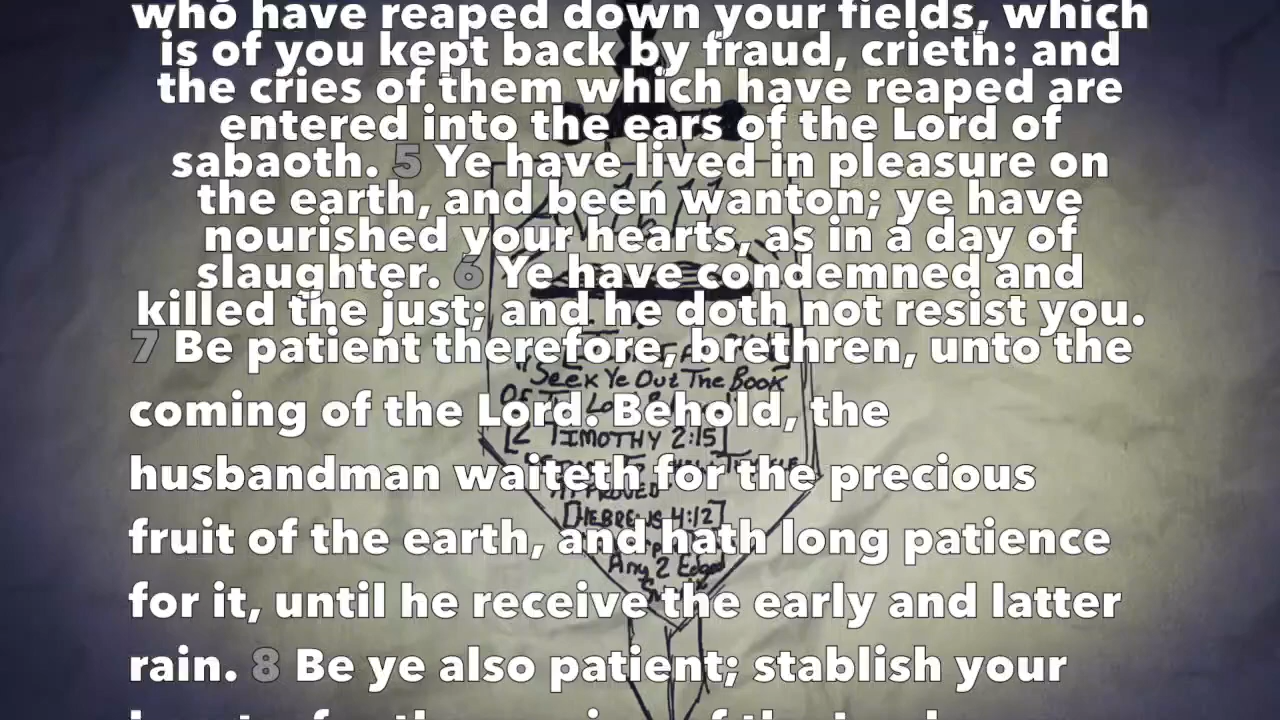 who have reaped down your fields, which
is of you kept back by fraud, crieth: and
the cries of them which have reaped are
entered into the ears of the Lord of
sabaoth. 5 Ye have lived in pleasure on
the earth, and been wanton; ye have
nourished your hearts, as in a day of
slaughter. 6 Ye have condemned and
killed the just; and he doth not resist you.
7 Be patient therefore, brethren, unto the
coming of the Lord. Behold, the
husbandman waiteth for the precious
fruit of the earth, and hath long patience
for it, until he receive the early and latter
rain. 8 Be ye also patient; stablish your
"Seek Ye Out The Book
[2 TIMOTHY 2:15]
APPROVED
[HEBREWS 4:12]
Any 2 Edged